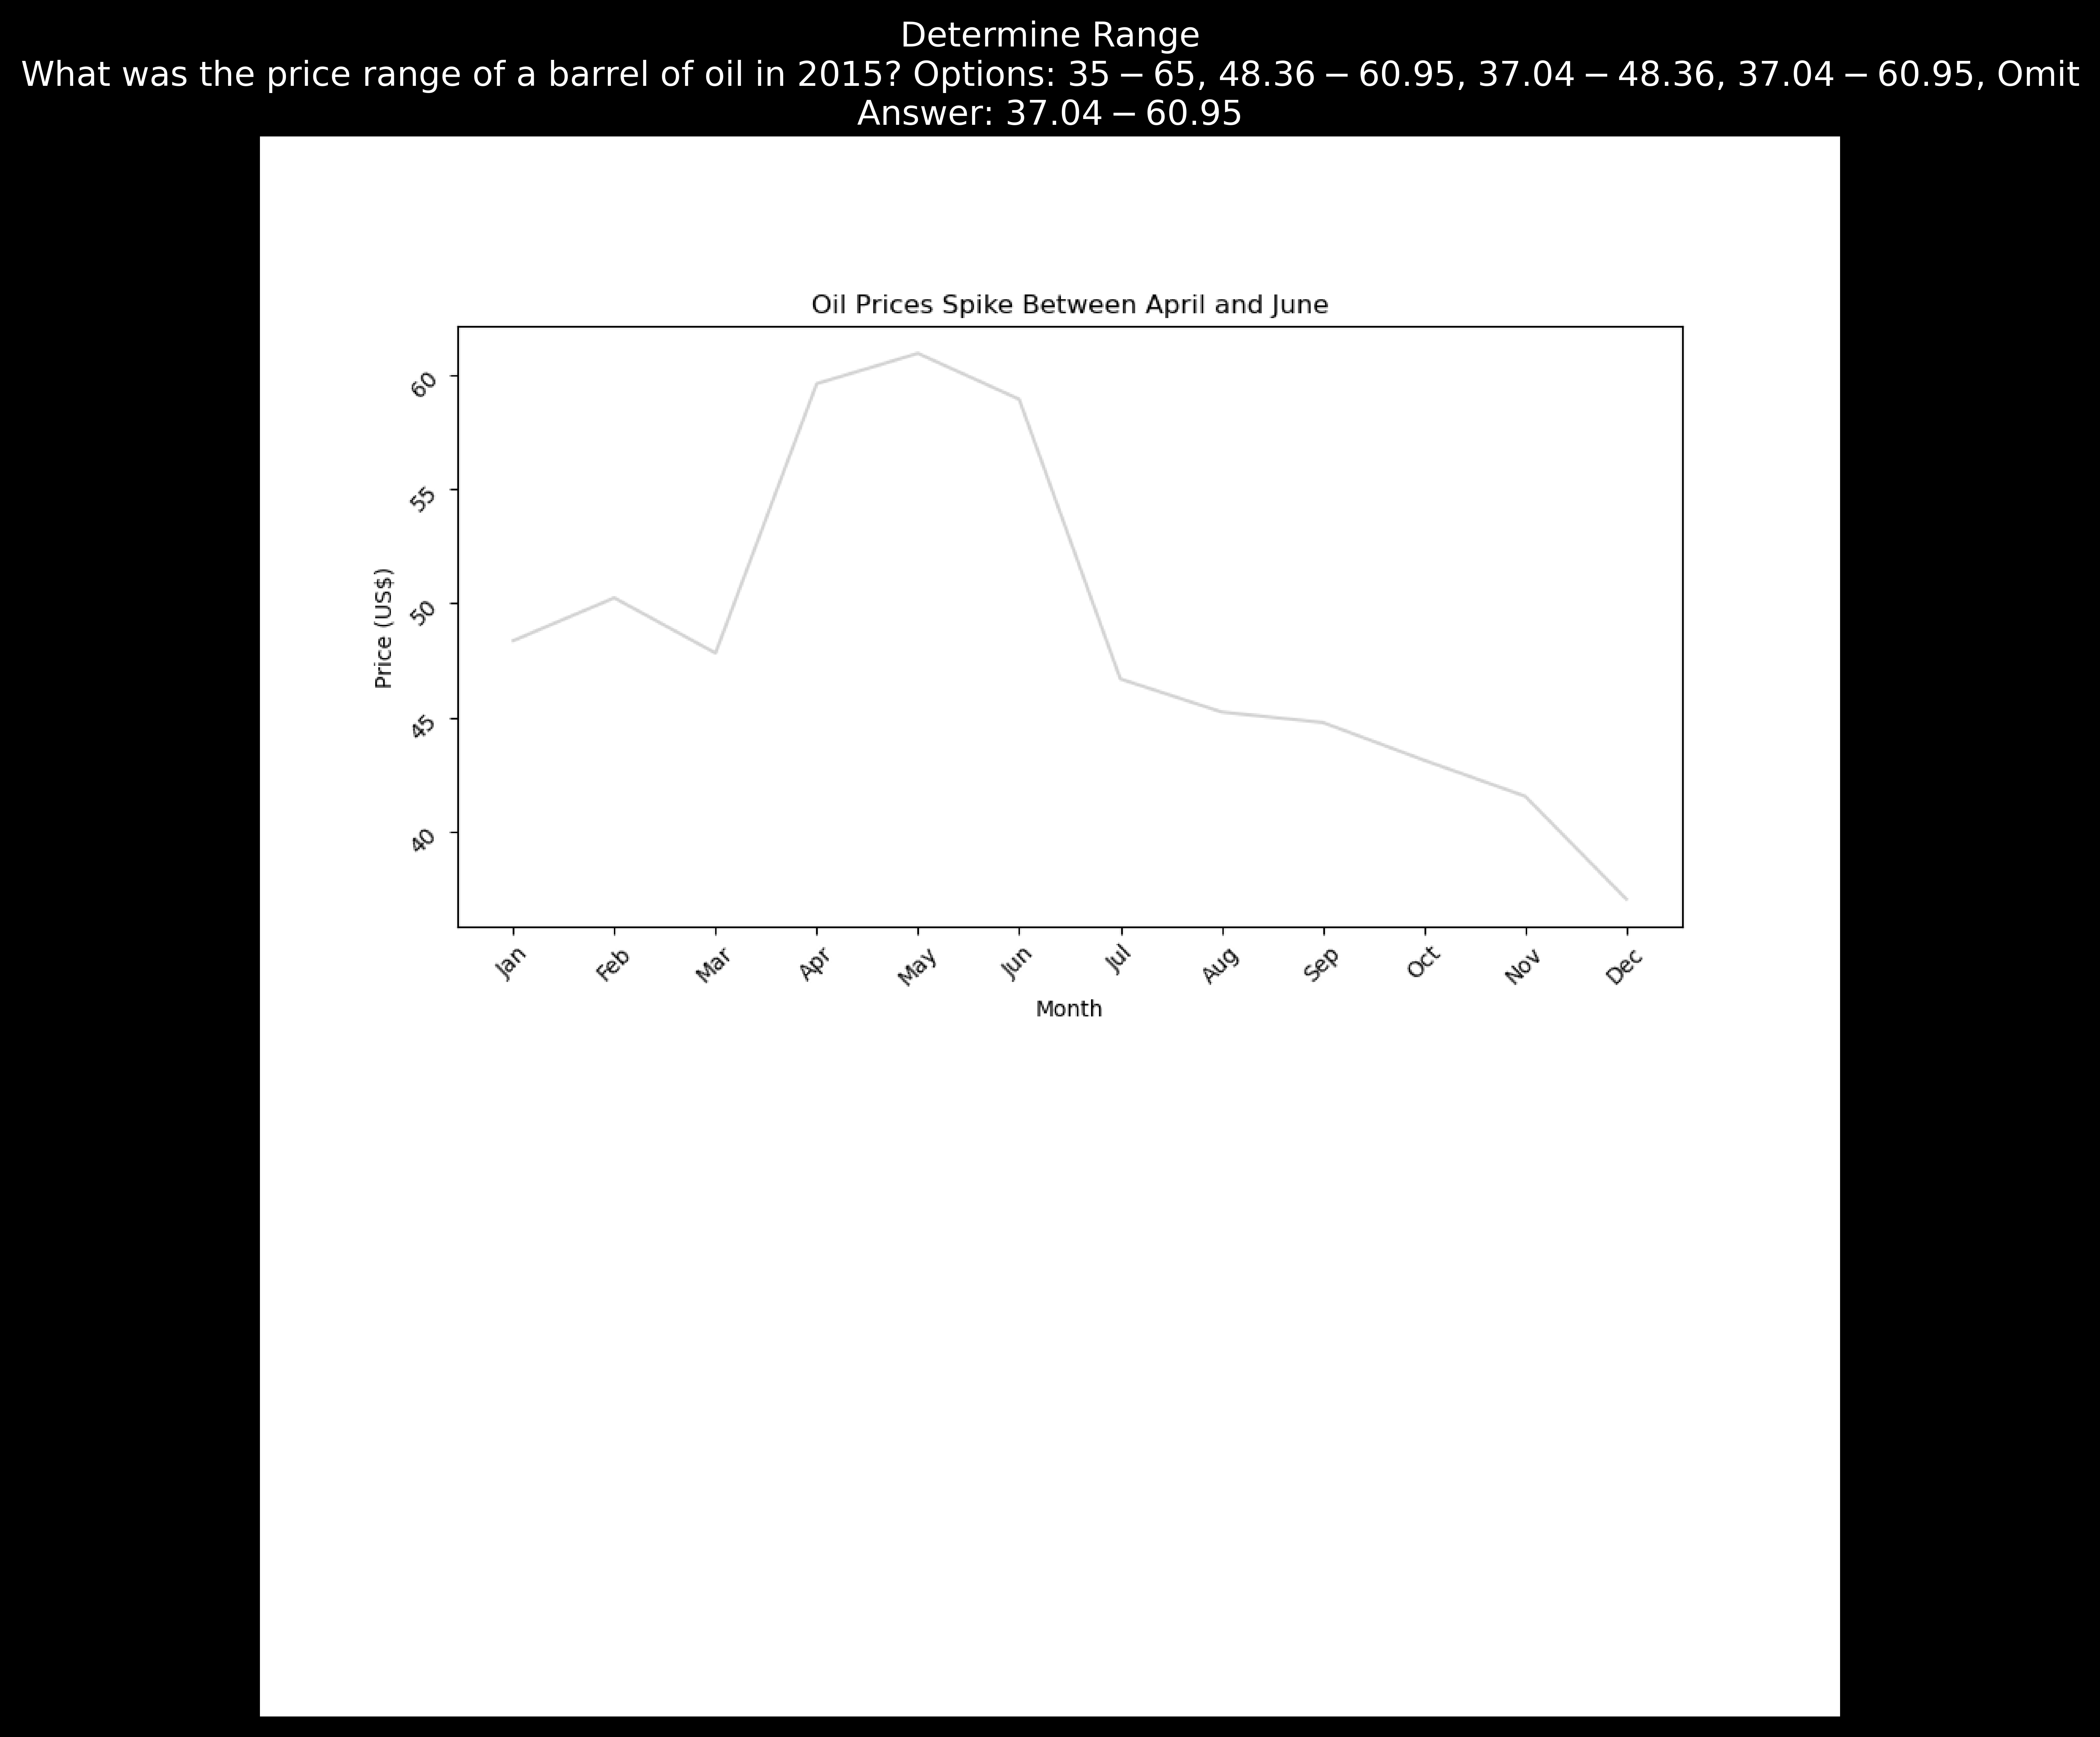 Determine Range
What was the price range of a barrel of oil in 2015? Options: 35 − 65, 48.36 − 60.95, 37.04 − 48.36, 37.04 − 60.95, Omit
Answer: 37.04 − 60.95
Oil Prices Spike Between April and June
60
55
50
45
40
Price (US$)
Jan Feb Mar Apr May Jun Jul Aug Sep Oct Nov Dec
Month